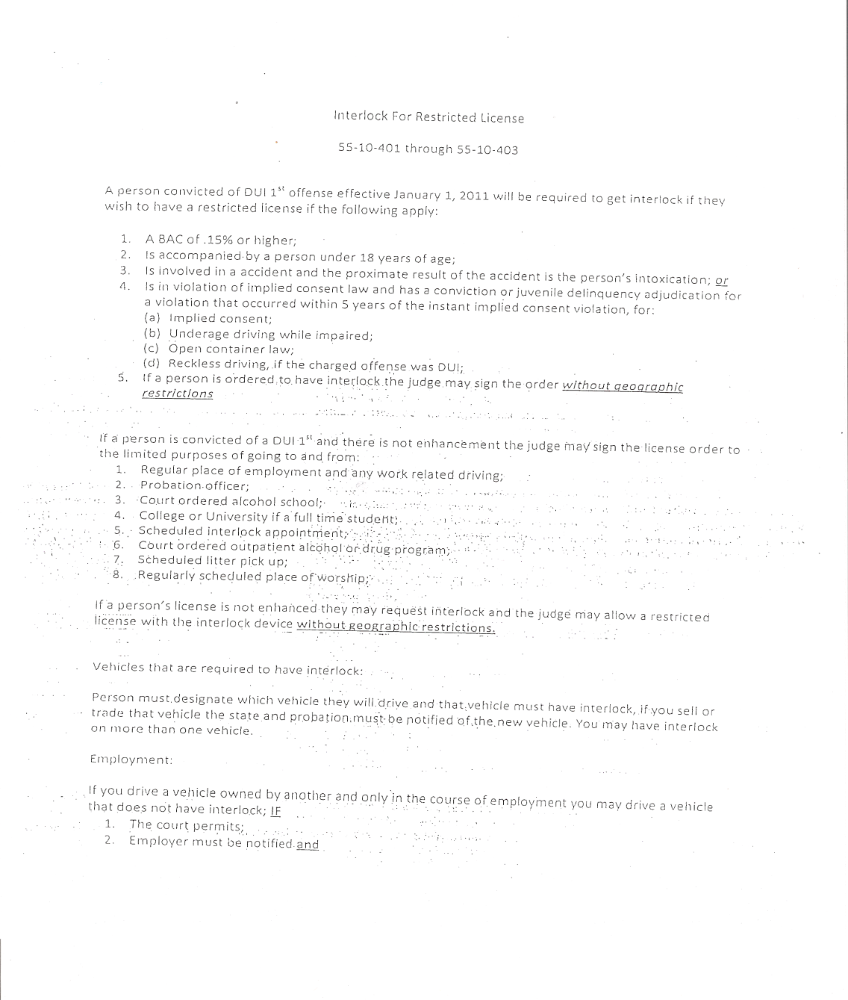 Interlock For Restricted License
55-10-401 through 55-10-403
A person convicted of DUI 1st offense effective January 1, 2011 will be required to get interlock if they
wish to have a restricted license if the following apply:
1. A BAC of .15% or higher;
2. Is accompanied by a person under 18 years of age;
3. Is involved in a accident and the proximate result of the accident is the person's intoxication; or
4. Is in violation of implied consent law and has a conviction or juvenile delinquency adjudication for
a violation that occurred within 5 years of the instant implied consent violation, for:
(a) Implied consent;
(b) Underage driving while impaired;
(c) Open container law;
(d) Reckless driving, if the charged offense was DUI;
5. If a person is ordered to have interlock the judge may sign the order without geographic
restrictions
If a person is convicted of a DUI 1st and there is not enhancement the judge may sign the license order to
the limited purposes of going to and from:
1. Regular place of employment and any work related driving;
2. Probation officer;
3. Court ordered alcohol school;
4. College or University if a full time student;
5. Scheduled interlock appointment;
6. Court ordered outpatient alcohol or drug program;
7. Scheduled litter pick up;
8. Regularly scheduled place of worship;
If a person's license is not enhanced they may request interlock and the judge may allow a restricted
license with the interlock device without geographic restrictions.
Vehicles that are required to have interlock:
Person must designate which vehicle they will drive and that vehicle must have interlock, if you sell or
trade that vehicle the state and probation must be notified of the new vehicle. You may have interlock
on more than one vehicle.
Employment:
If you drive a vehicle owned by another and only in the course of employment you may drive a vehicle
that does not have interlock; IF
1. The court permits;
2. Employer must be notified and